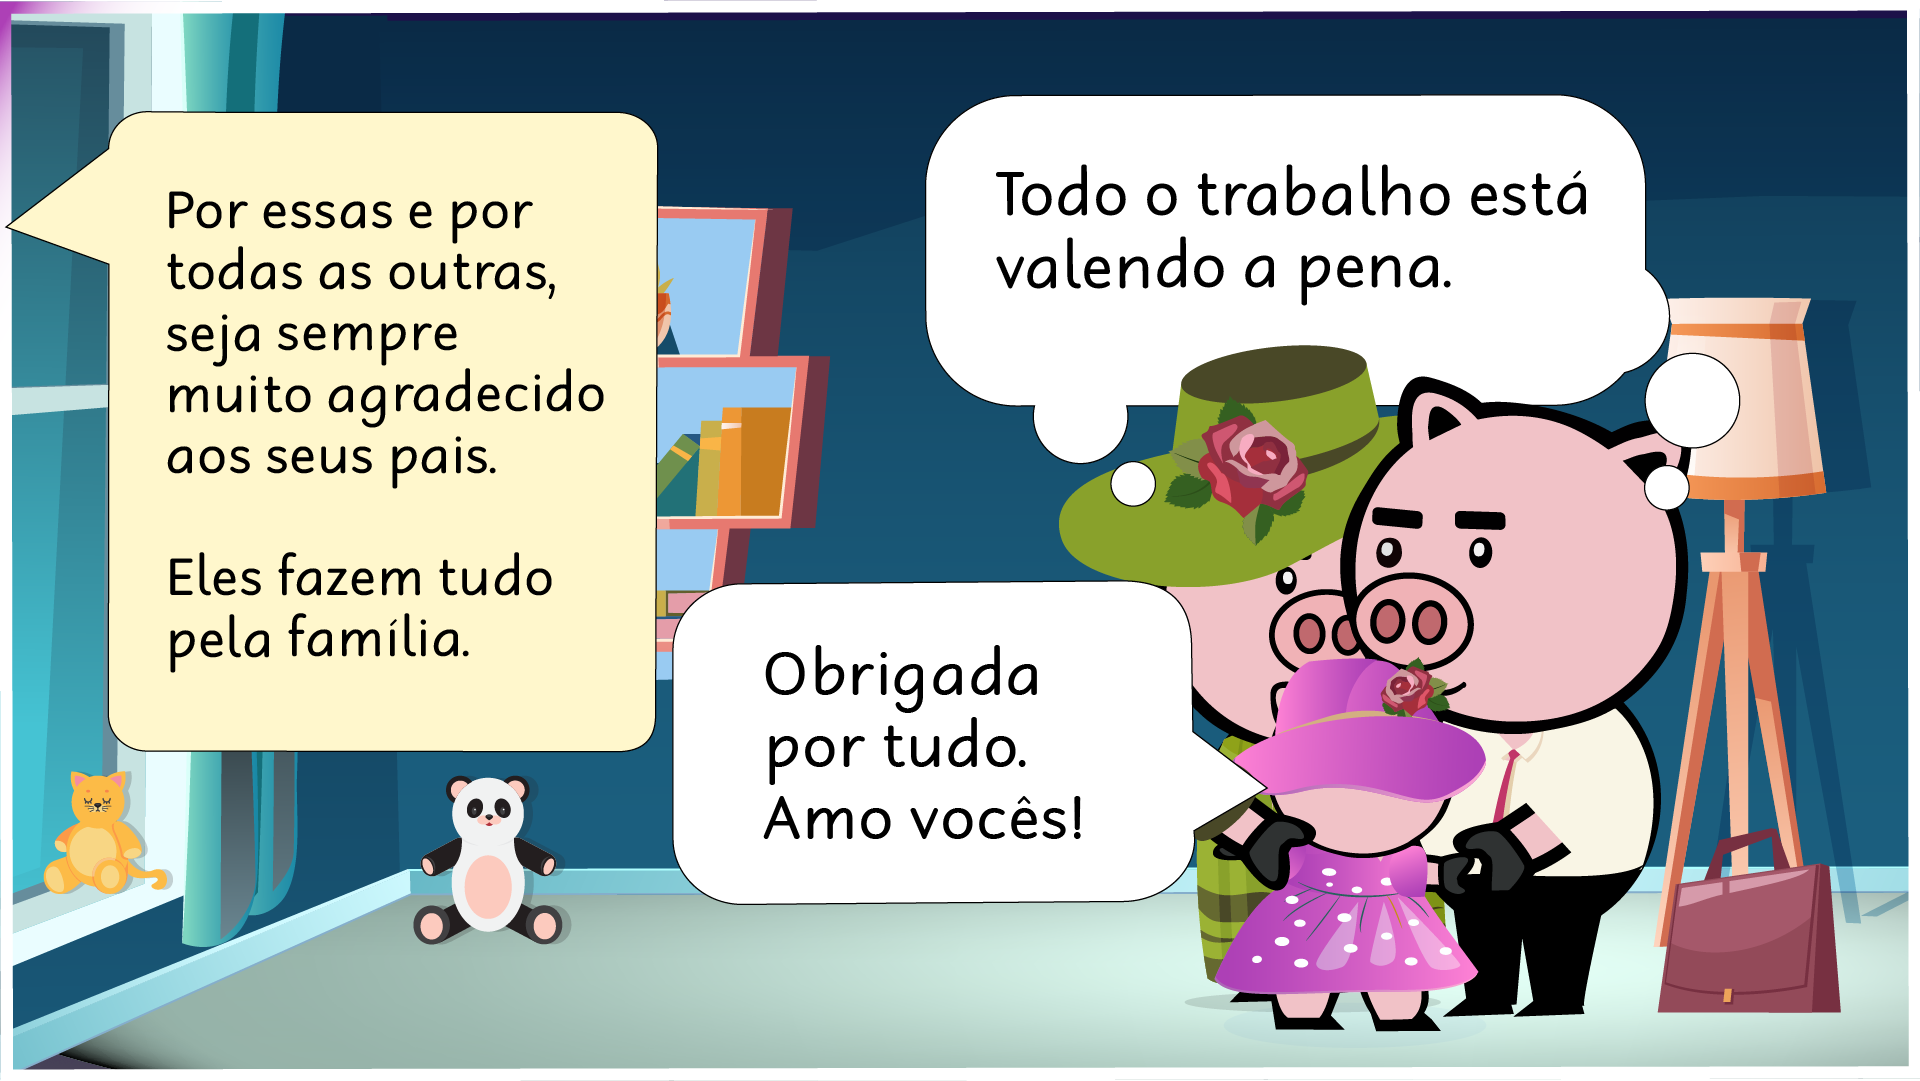 Por essas e por
todas as outras,
seja sempre
muito agradecido
aos seus pais.
Eles fazem tudo
pela família.
Todo o trabalho está
valendo a pena.
Obrigada
por tudo.
Amo vocês!